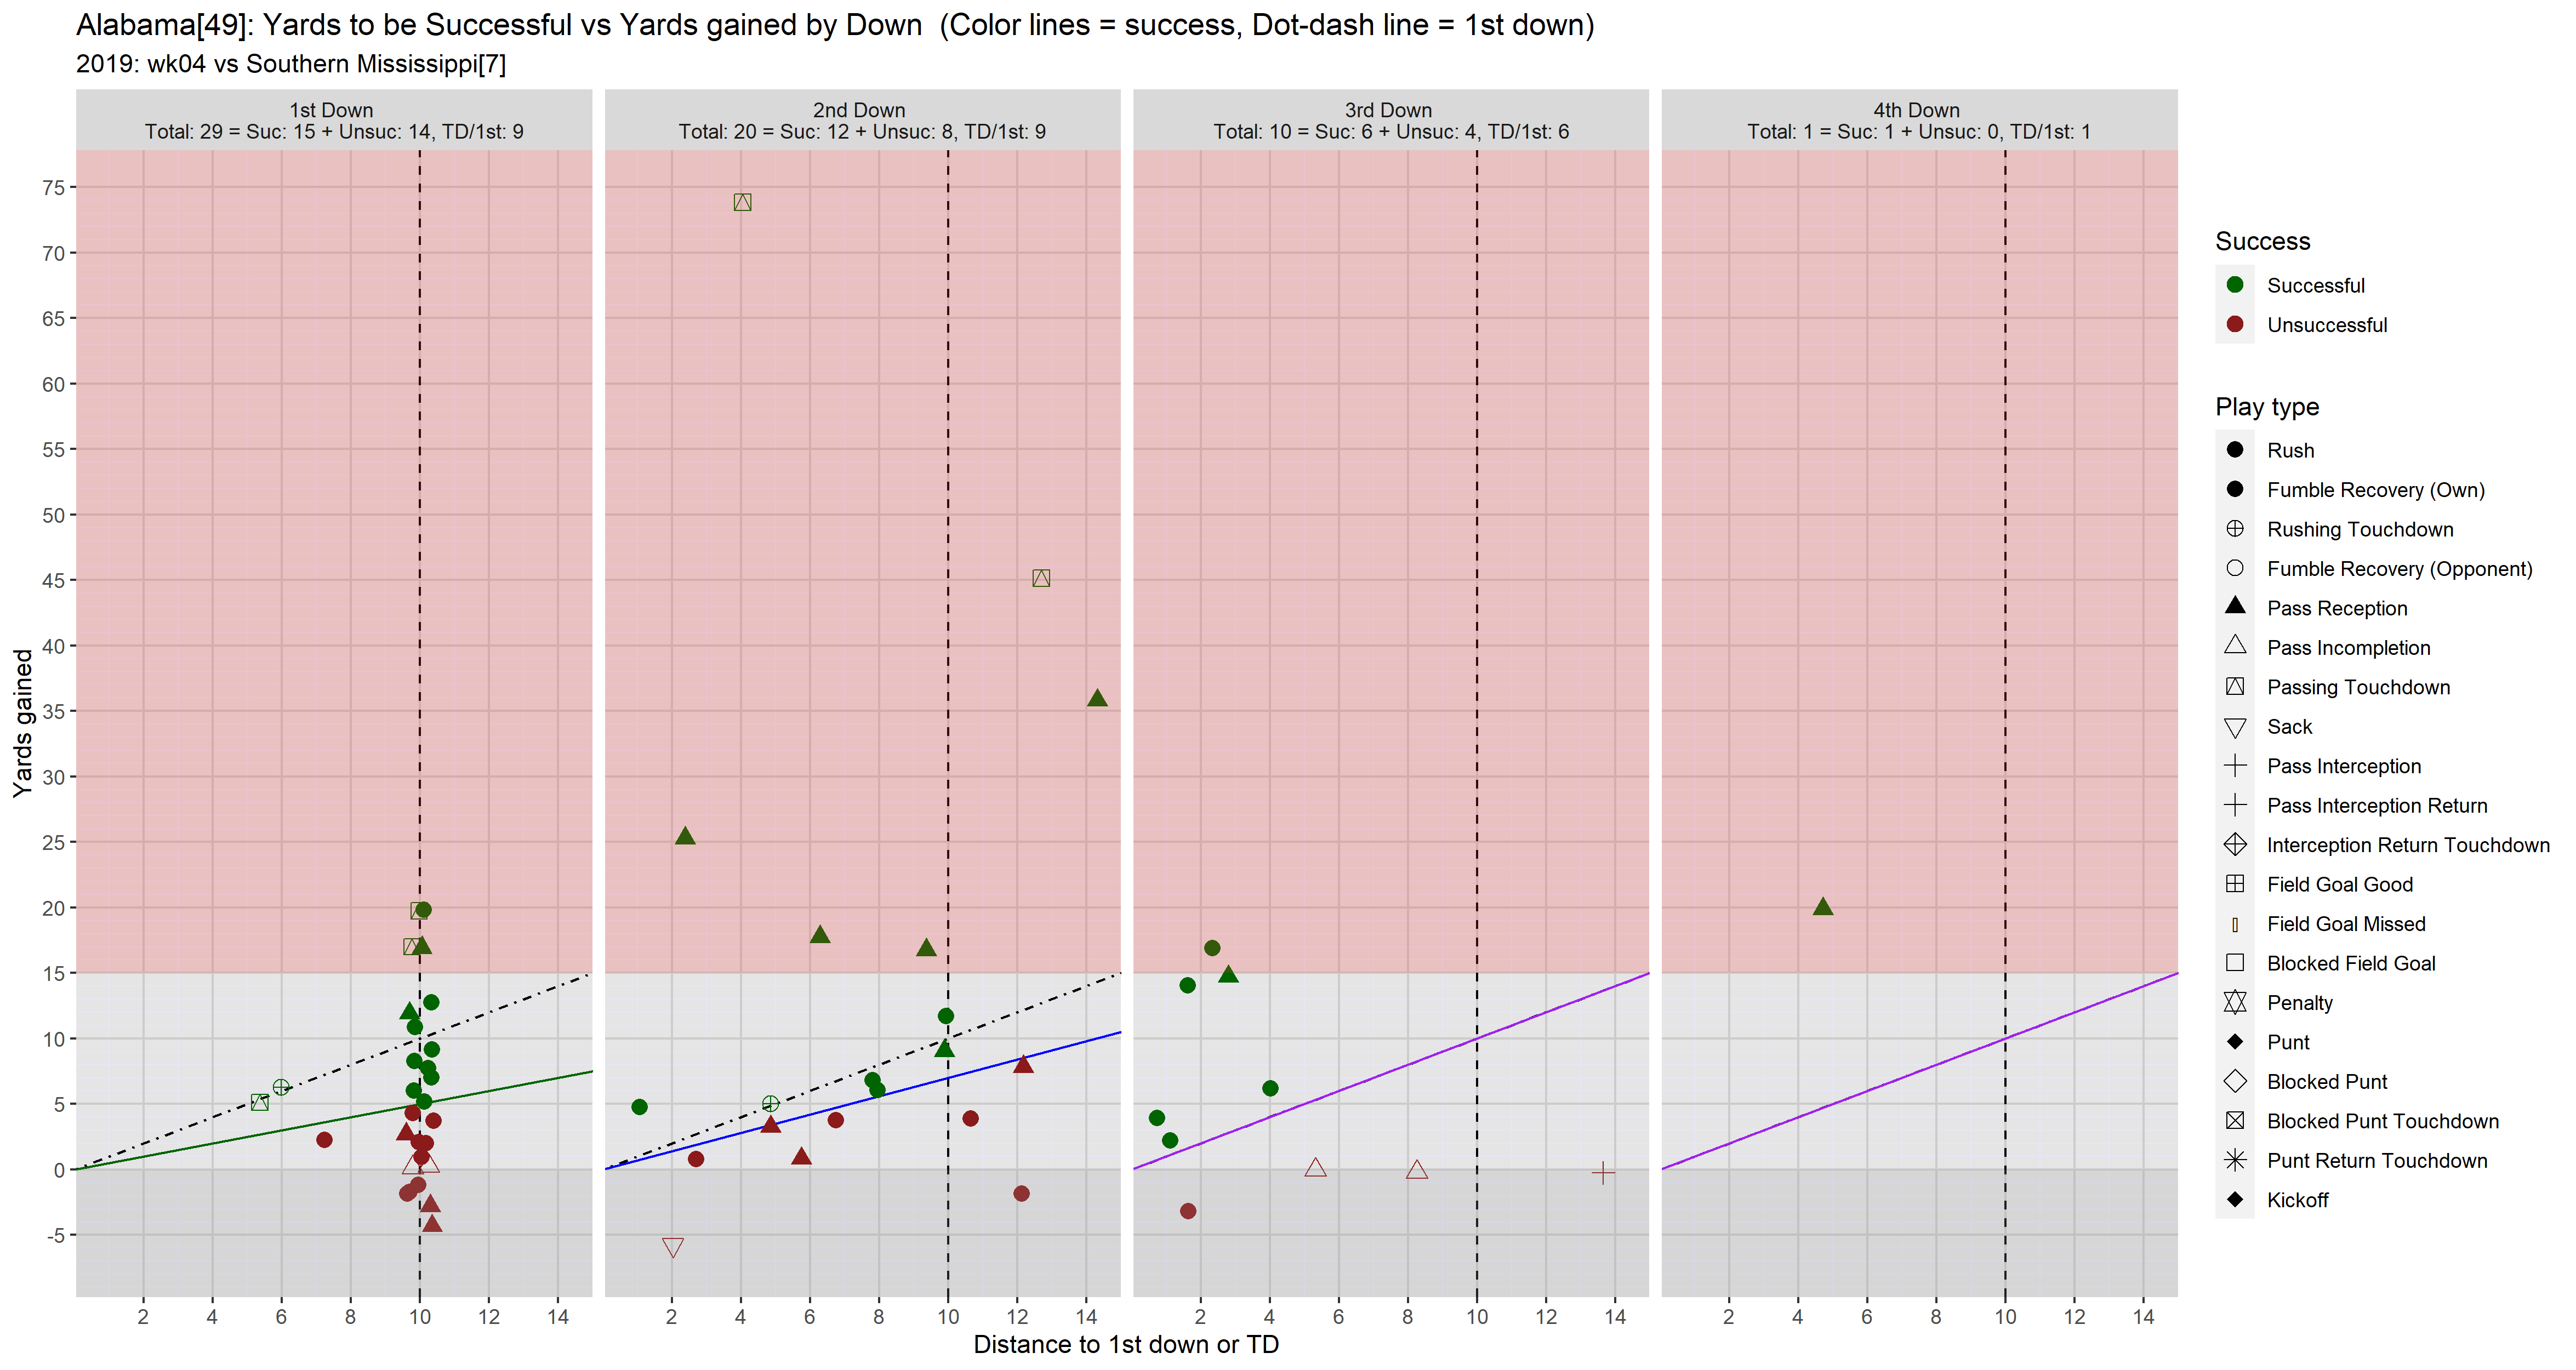 Alabama[49]: Yards to be Successful vs Yards gained by Down  (Color lines = success, Dot-dash line = 1st down)
2019: wk04 vs Southern Mississippi[7]
1st Down
Total: 29 = Suc: 15 + Unsuc: 14, TD/1st: 9
2nd Down
Total: 20 = Suc: 12 + Unsuc: 8, TD/1st: 9
3rd Down
Total: 10 = Suc: 6 + Unsuc: 4, TD/1st: 6
4th Down
Total: 1 = Suc: 1 + Unsuc: 0, TD/1st: 1
Yards gained
75
70
65
60
55
50
45
40
35
30
25
20
15
10
5
0
-5
2 4 6 8 10 12 14
2 4 6 8 10 12 14
2 4 6 8 10 12 14
2 4 6 8 10 12 14
Distance to 1st down or TD
Success
Successful
Unsuccessful
Play type
Rush
Fumble Recovery (Own)
Rushing Touchdown
Fumble Recovery (Opponent)
Pass Reception
Pass Incompletion
Passing Touchdown
Sack
Pass Interception
Pass Interception Return
Interception Return Touchdown
Field Goal Good
Field Goal Missed
Blocked Field Goal
Penalty
Punt
Blocked Punt
Blocked Punt Touchdown
Punt Return Touchdown
Kickoff